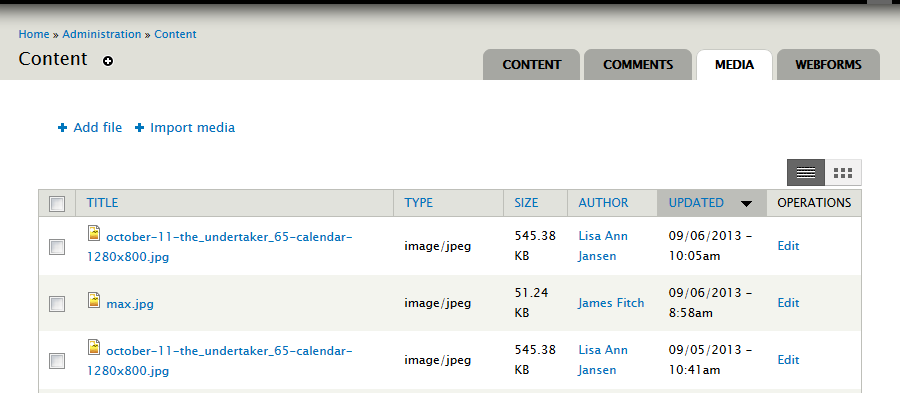 Home » Administration » Content
Content
CONTENT COMMENTS MEDIA WEBFORMS
Add file Import media
TITLE TYPE SIZE AUTHOR UPDATED OPERATIONS
october-11-the_undertaker_65-calendar- image/jpeg 545.38 Lisa Ann 09/06/2013 - Edit
1280x800.jpg KB Jansen 10:05am
max.jpg image/jpeg 51.24 James Fitch 09/06/2013 - Edit
KB 8:58am
october-11-the_undertaker_65-calendar- image/jpeg 545.38 Lisa Ann 09/05/2013 - Edit
1280x800.jpg KB Jansen 10:41am